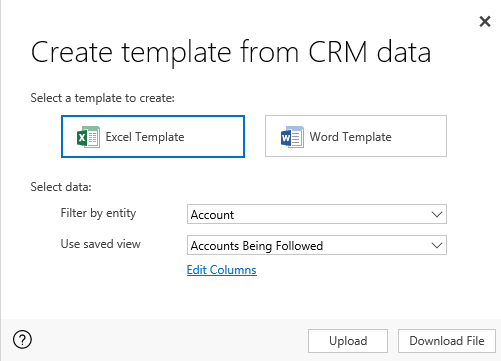 Create template from CRM data
Select a template to create:
Excel Template
Word Template
Select data:
Filter by entity
Account
Use saved view
Accounts Being Followed
Edit Columns
Upload
Download File